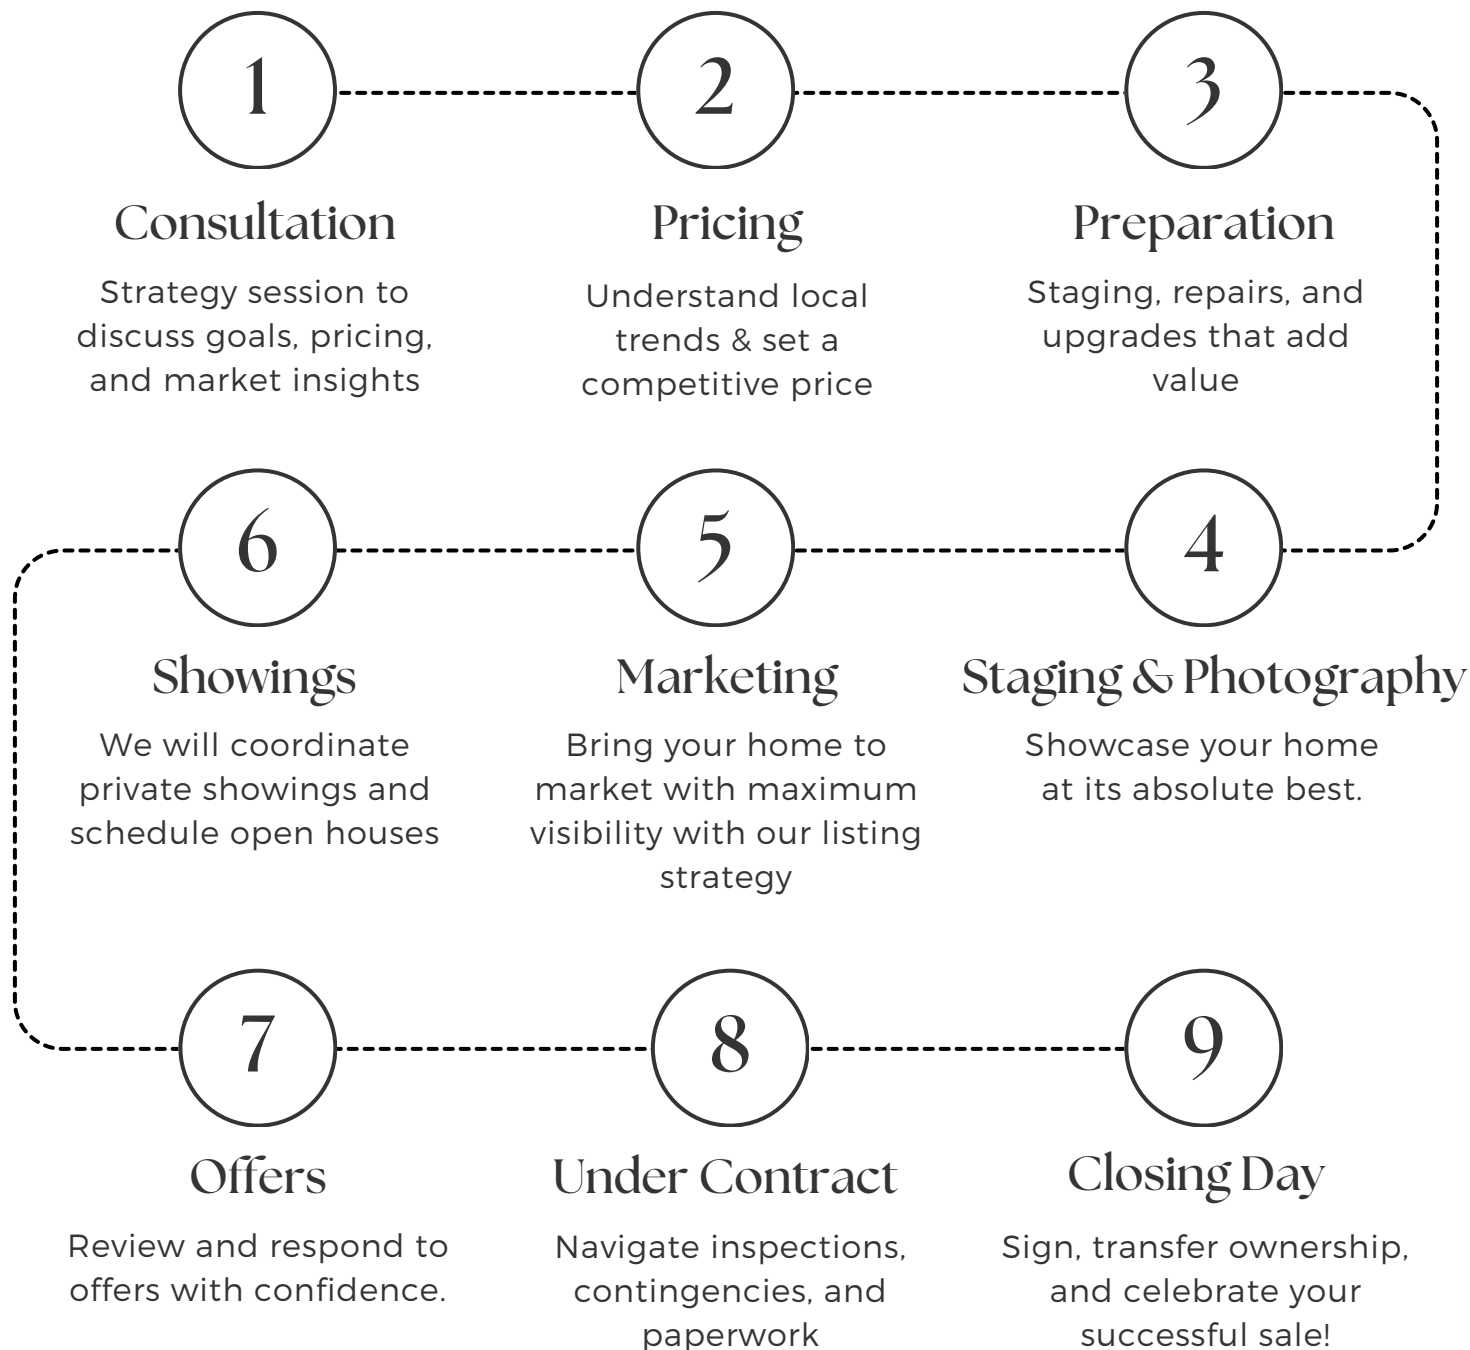 1
Consultation
Strategy session to
discuss goals, pricing,
and market insights
2
Pricing
Understand local
trends & set a
competitive price
3
Preparation
Staging, repairs, and
upgrades that add
value
4
Staging & Photography
Showcase your home
at its absolute best.
5
Marketing
Bring your home to
market with maximum
visibility with our listing
strategy
6
Showings
We will coordinate
private showings and
schedule open houses
7
Offers
Review and respond to
offers with confidence.
8
Under Contract
Navigate inspections,
contingencies, and
paperwork
9
Closing Day
Sign, transfer ownership,
and celebrate your
successful sale!